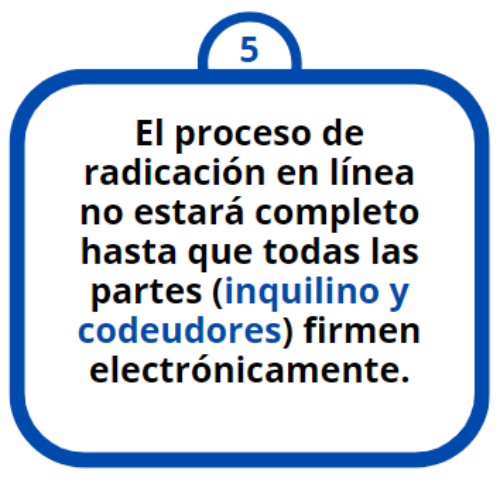 5
El proceso de
radicación en línea
no estará completo
hasta que todas las
partes (inquilino y
codeudores) firmen
electrónicamente.